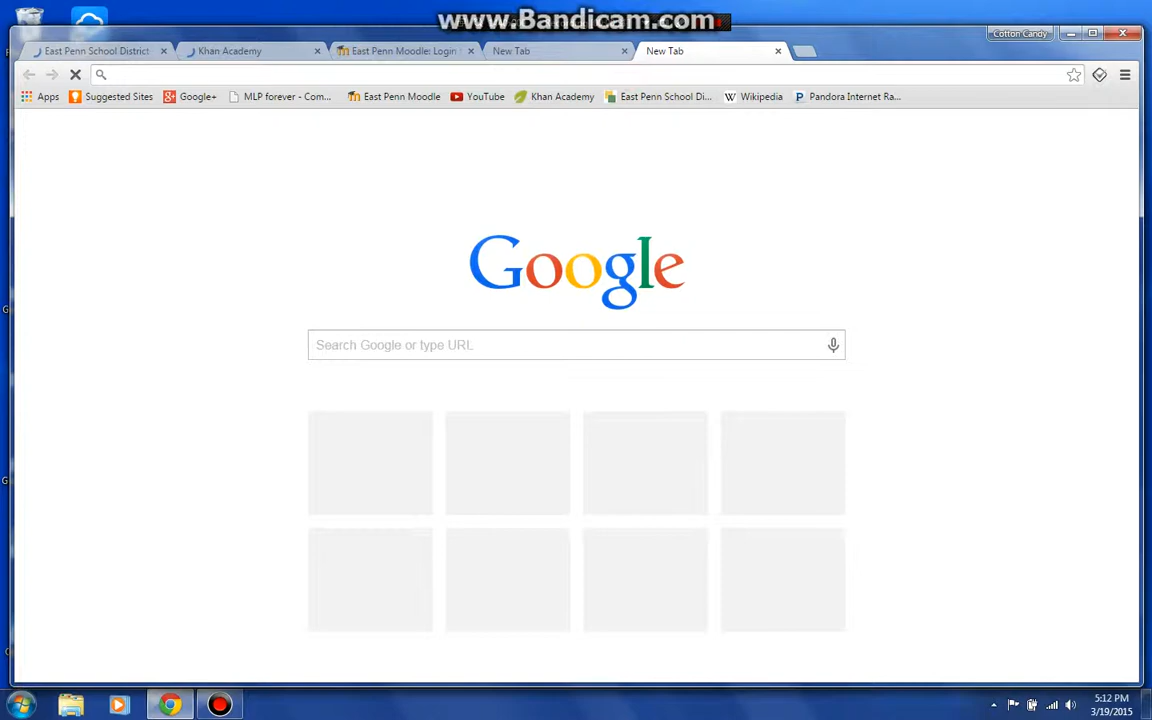 www.Bandicam.com
Cotton Candy
East Penn School District
Khan Academy
East Penn Moodle: Login
New Tab
New Tab
Apps
Suggested Sites
Google+
MLP forever - Com...
East Penn Moodle
YouTube
Khan Academy
East Penn School Di...
Wikipedia
Pandora Internet Ra...
Google
Search Google or type URL
5:12 PM
3/19/2015